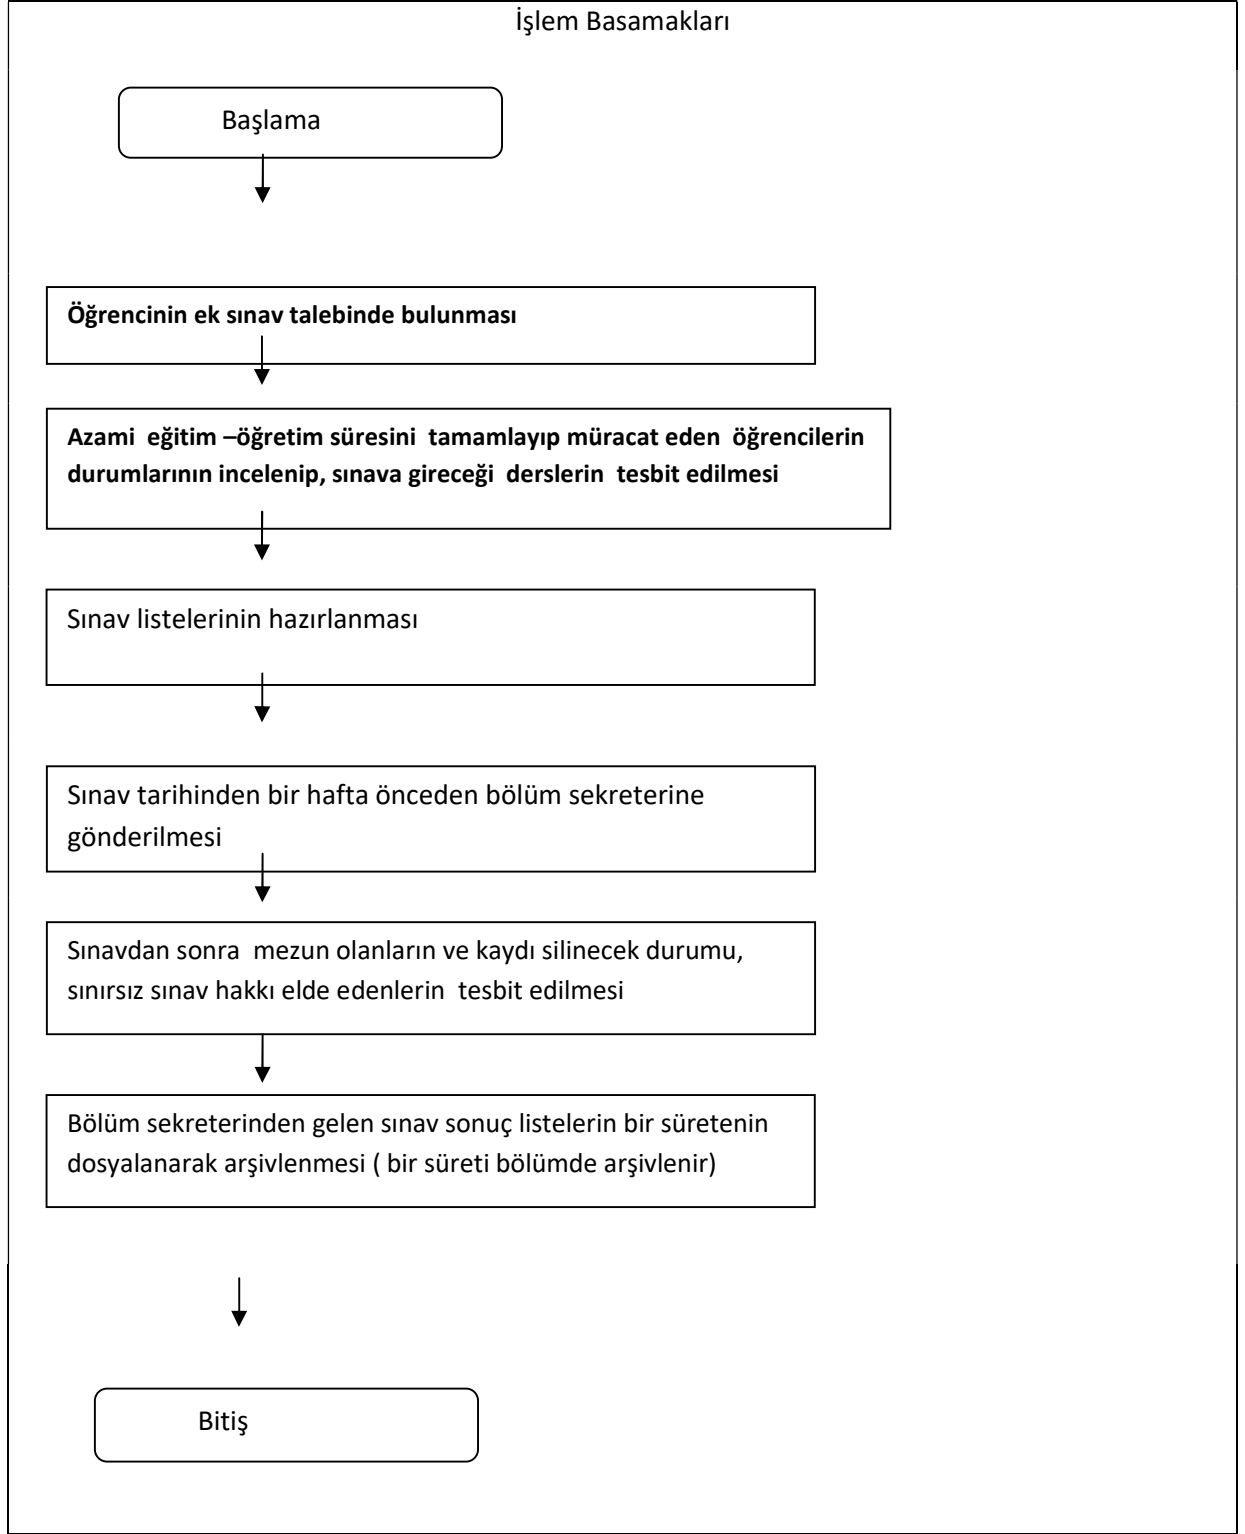 İşlem Basamakları
Başlama
Öğrencinin ek sınav talebinde bulunması
Azami eğitim –öğretim süresini tamamlayıp müracat eden öğrencilerin
durumlarının incelenip, sınava gireceği derslerin tesbit edilmesi
Sınav listelerinin hazırlanması
Sınav tarihinden bir hafta önceden bölüm sekreterine
gönderilmesi
Sınavdan sonra mezun olanların ve kaydı silinecek durumu,
sınırsız sınav hakkı elde edenlerin tesbit edilmesi
Bölüm sekreterinden gelen sınav sonuç listelerin bir süretenin
dosyalanarak arşivlenmesi ( bir süreti bölümde arşivlenir)
Bitiş